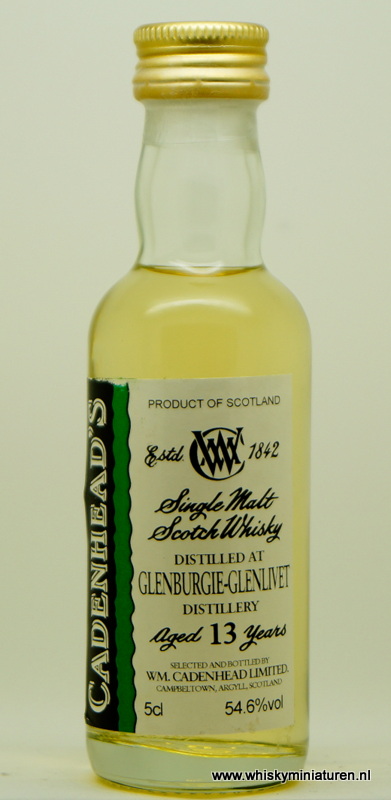 CADENHEAD'S
PRODUCT OF SCOTLAND
Estd WMC 1842
Single Malt
Scotch Whisky
DISTILLED AT
GLENBURGIE-GLENLIVET
DISTILLERY
Aged 13 Years
SELECTED AND BOTTLED BY
WM. CADENHEAD LIMITED.
CAMPBELTOWN, ARGYLL, SCOTLAND
5cl 54.6%vol
www.whiskyminiaturen.nl